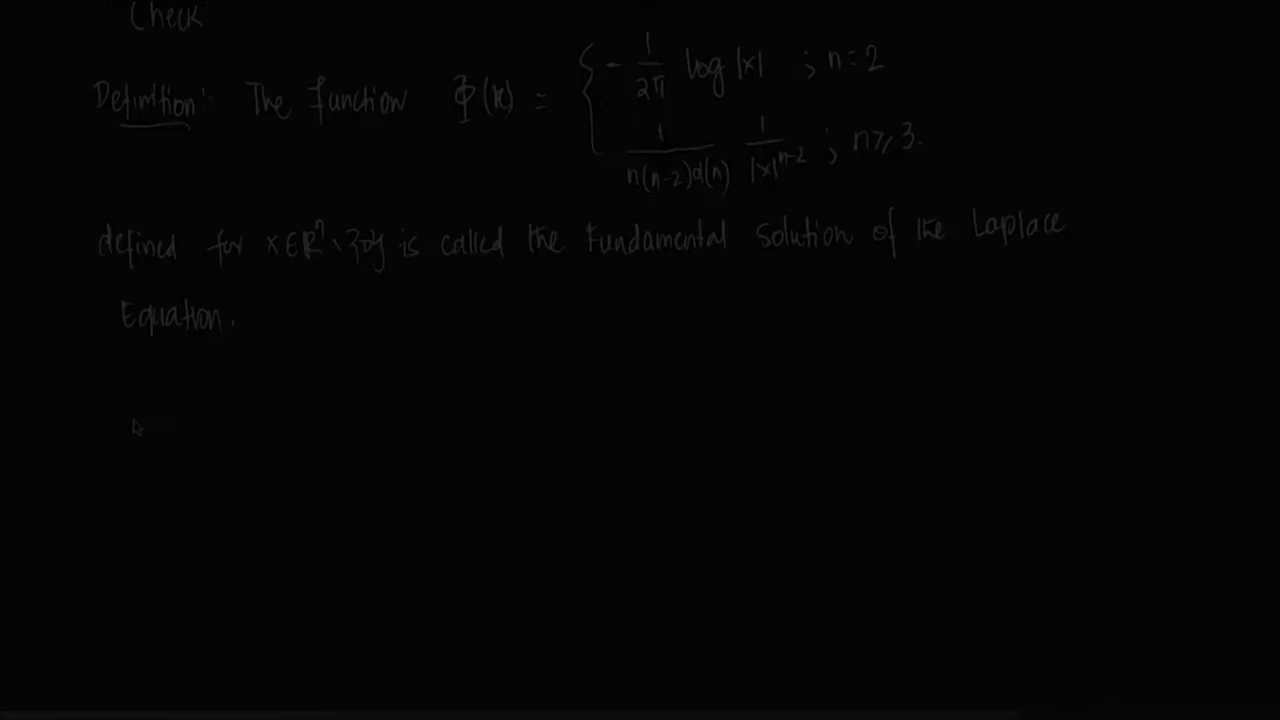 Check
Definition: The function Φ(x) = { - 1/2π log |x| ; n=2
1/n(n-2)α(n) 1/|x|^{n-2} ; n≥3.
defined for x∈ℝⁿ\{0} is called the Fundamental solution of the Laplace
Equation.